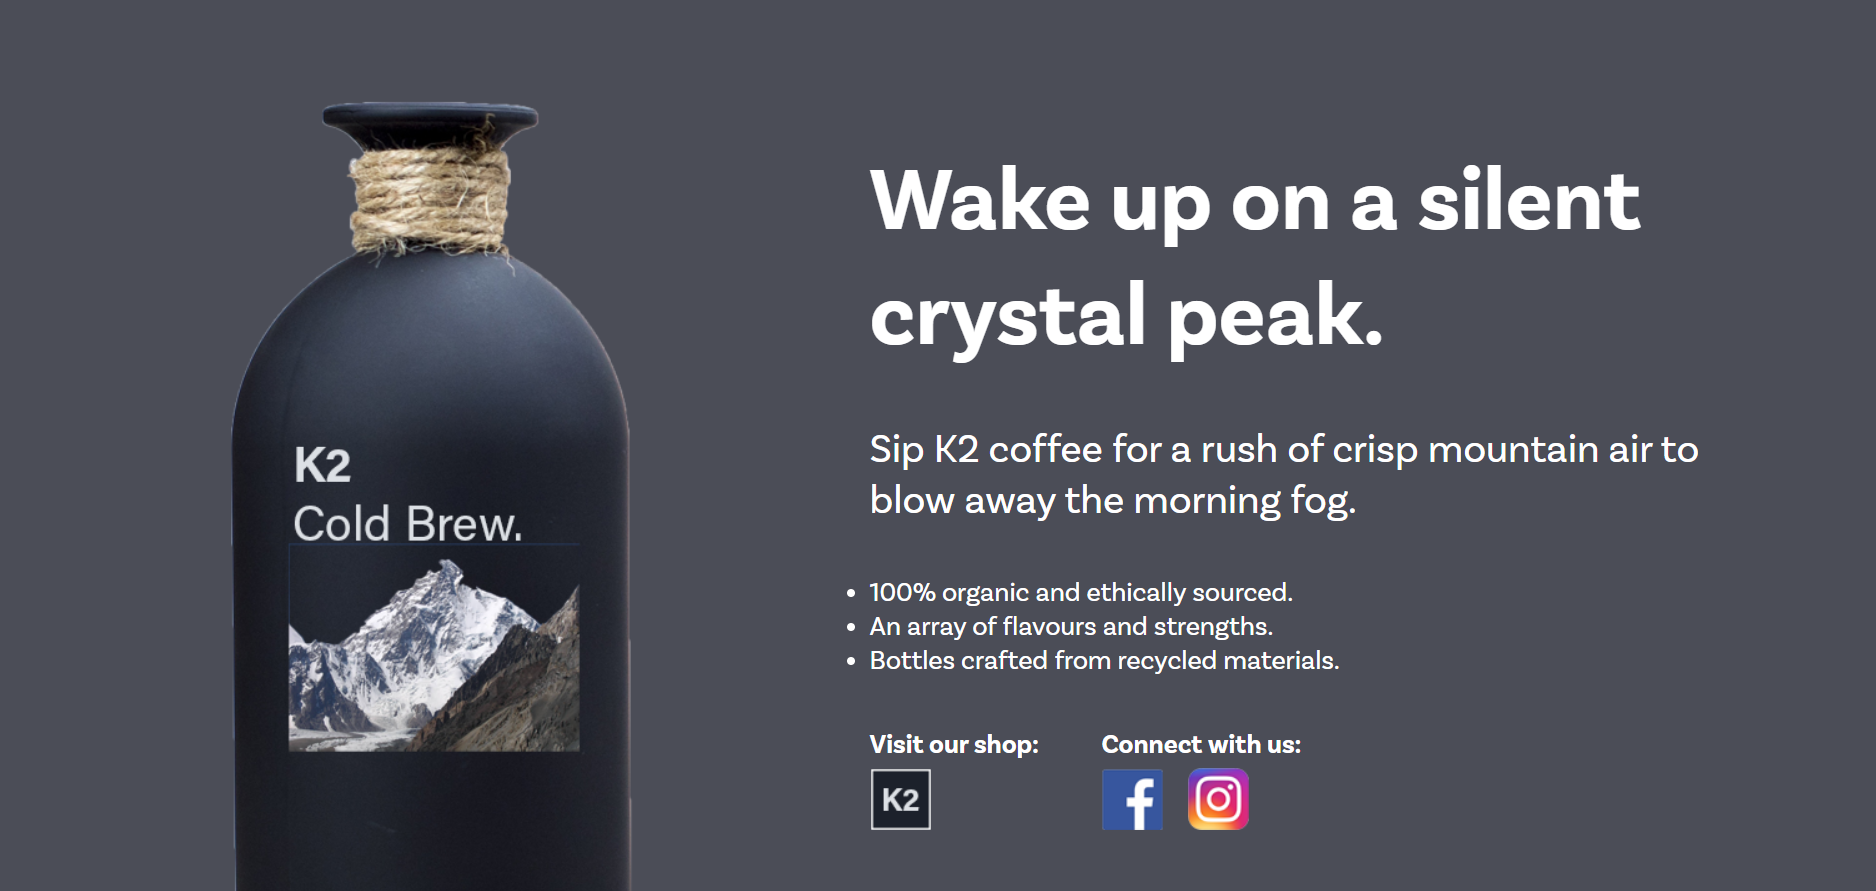 K2
Cold Brew.
Wake up on a silent
crystal peak.
Sip K2 coffee for a rush of crisp mountain air to
blow away the morning fog.
• 100% organic and ethically sourced.
• An array of flavours and strengths.
• Bottles crafted from recycled materials.
Visit our shop:
K2
Connect with us: